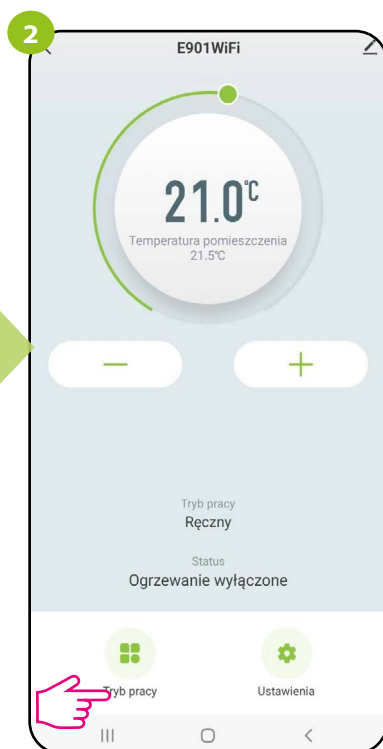 2
E901WiFi
21.0°C
Temperatura pomieszczenia
21.5°C
Tryb pracy
Ręczny
Status
Ogrzewanie wyłączone
Tryb pracy
Ustawienia